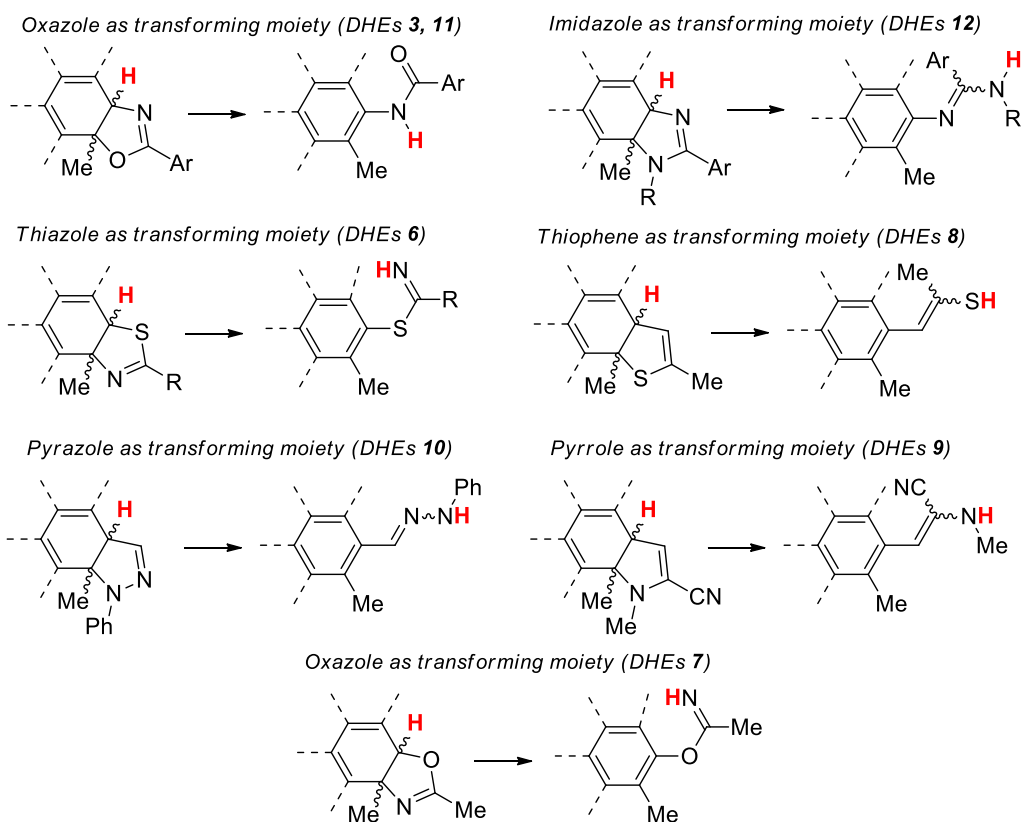 Oxazole as transforming moiety (DHEs 3, 11)
H
N
O
Me
Ar
O
Ar
N
H
Me
Imidazole as transforming moiety (DHEs 12)
H
N
N
Me
R
Ar
Ar
H
N
N
R
Me
Thiazole as transforming moiety (DHEs 6)
H
S
Me
N
R
HN
R
S
Me
Thiophene as transforming moiety (DHEs 8)
H
Me
S
Me
Me
SH
Me
Pyrazole as transforming moiety (DHEs 10)
H
N
Me
N
Ph
Ph
N
NH
Me
Pyrrole as transforming moiety (DHEs 9)
H
Me
N
CN
Me
NC
NH
Me
Me
Oxazole as transforming moiety (DHEs 7)
H
O
Me
N
Me
HN
Me
O
Me